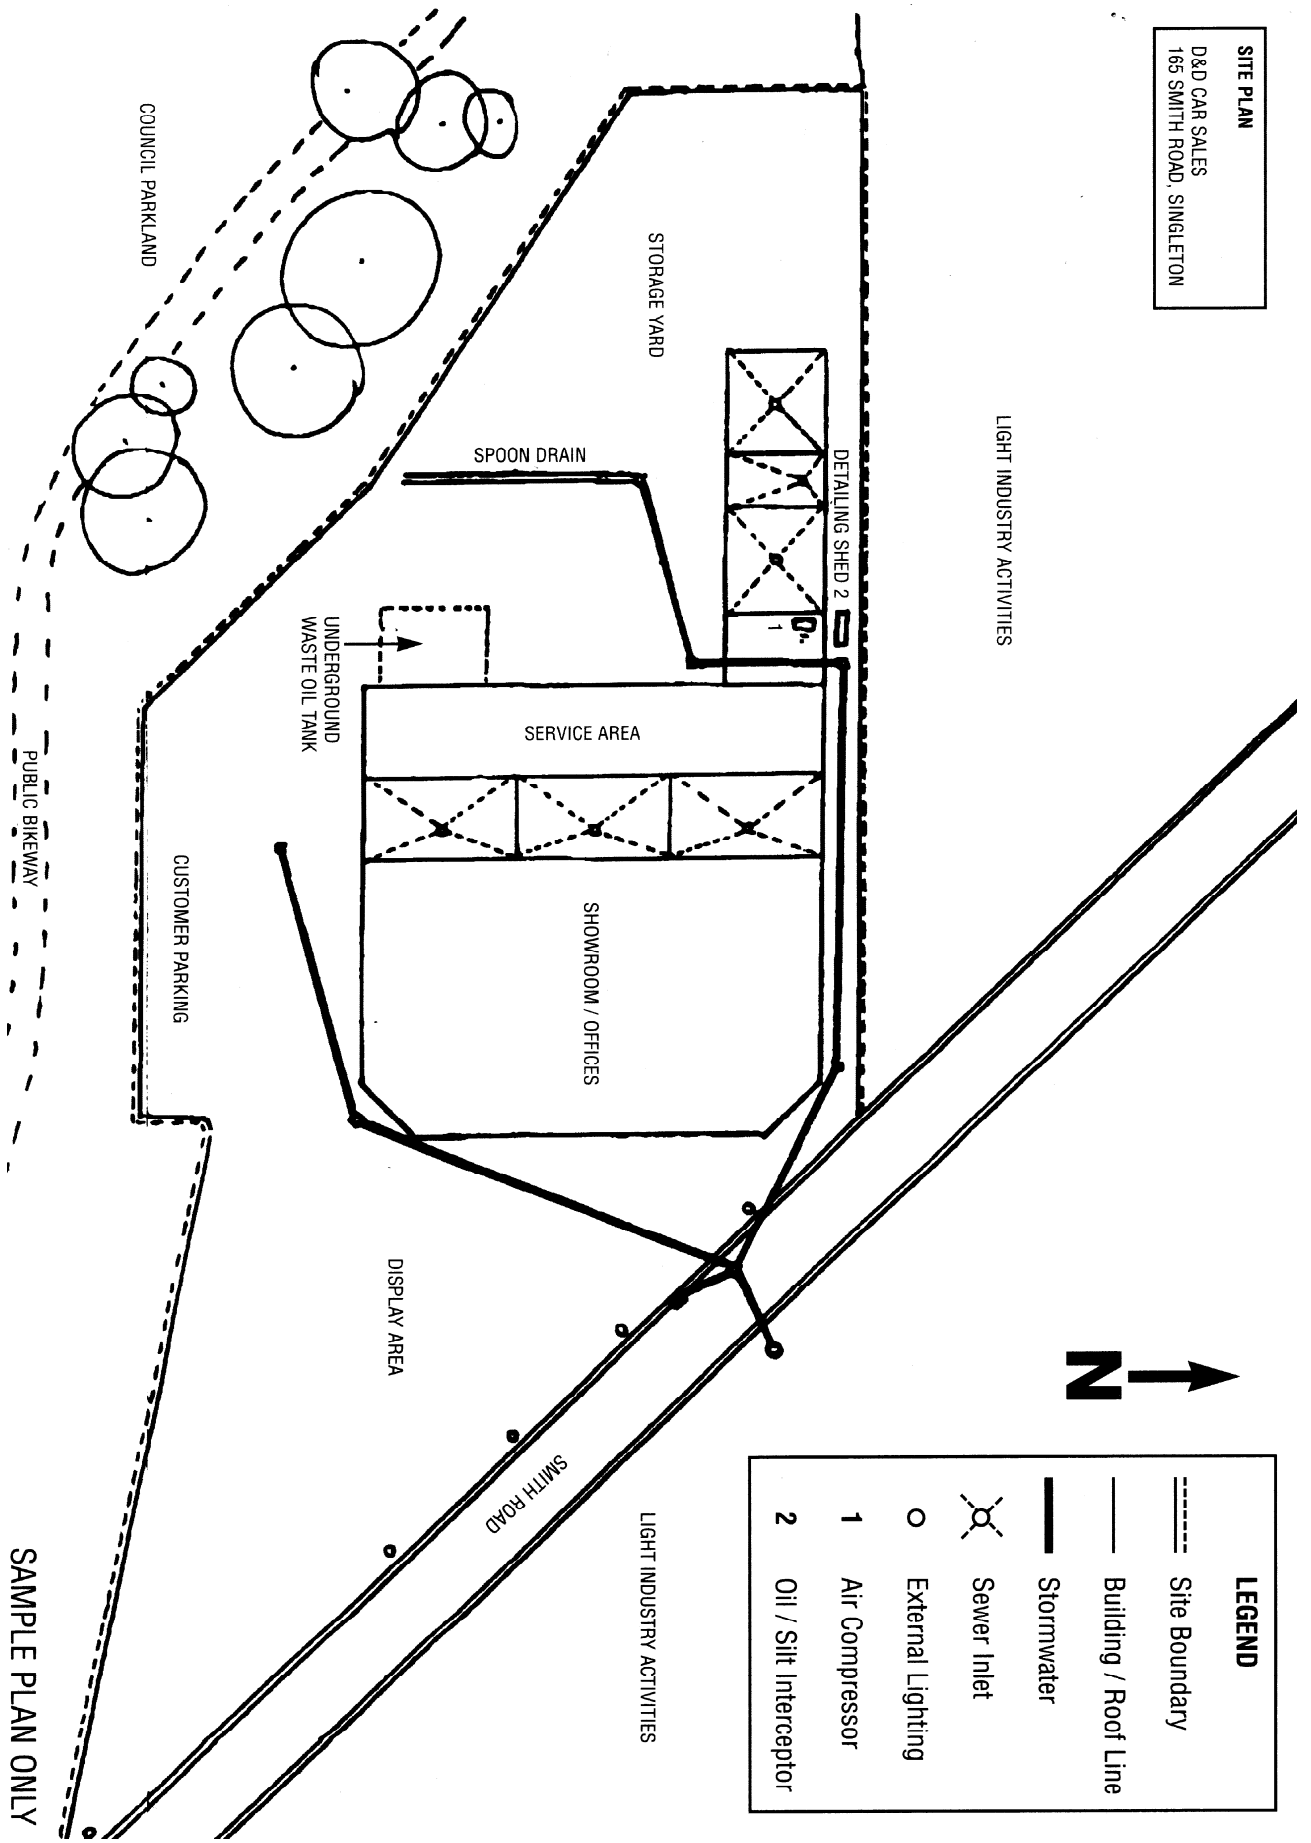 SITE PLAN
D&D CAR SALES
165 SMITH ROAD, SINGLETON
LIGHT INDUSTRY ACTIVITIES
N
LEGEND
Site Boundary
Building / Roof Line
Stormwater
Sewer Inlet
External Lighting
1 Air Compressor
2 Oil / Silt Interceptor
DETAILING SHED 2
1
STORAGE YARD
SPOON DRAIN
SERVICE AREA
SHOWROOM / OFFICES
UNDERGROUND
WASTE OIL TANK
COUNCIL PARKLAND
CUSTOMER PARKING
PUBLIC BIKEWAY
DISPLAY AREA
SMITH ROAD
LIGHT INDUSTRY ACTIVITIES
SAMPLE PLAN ONLY